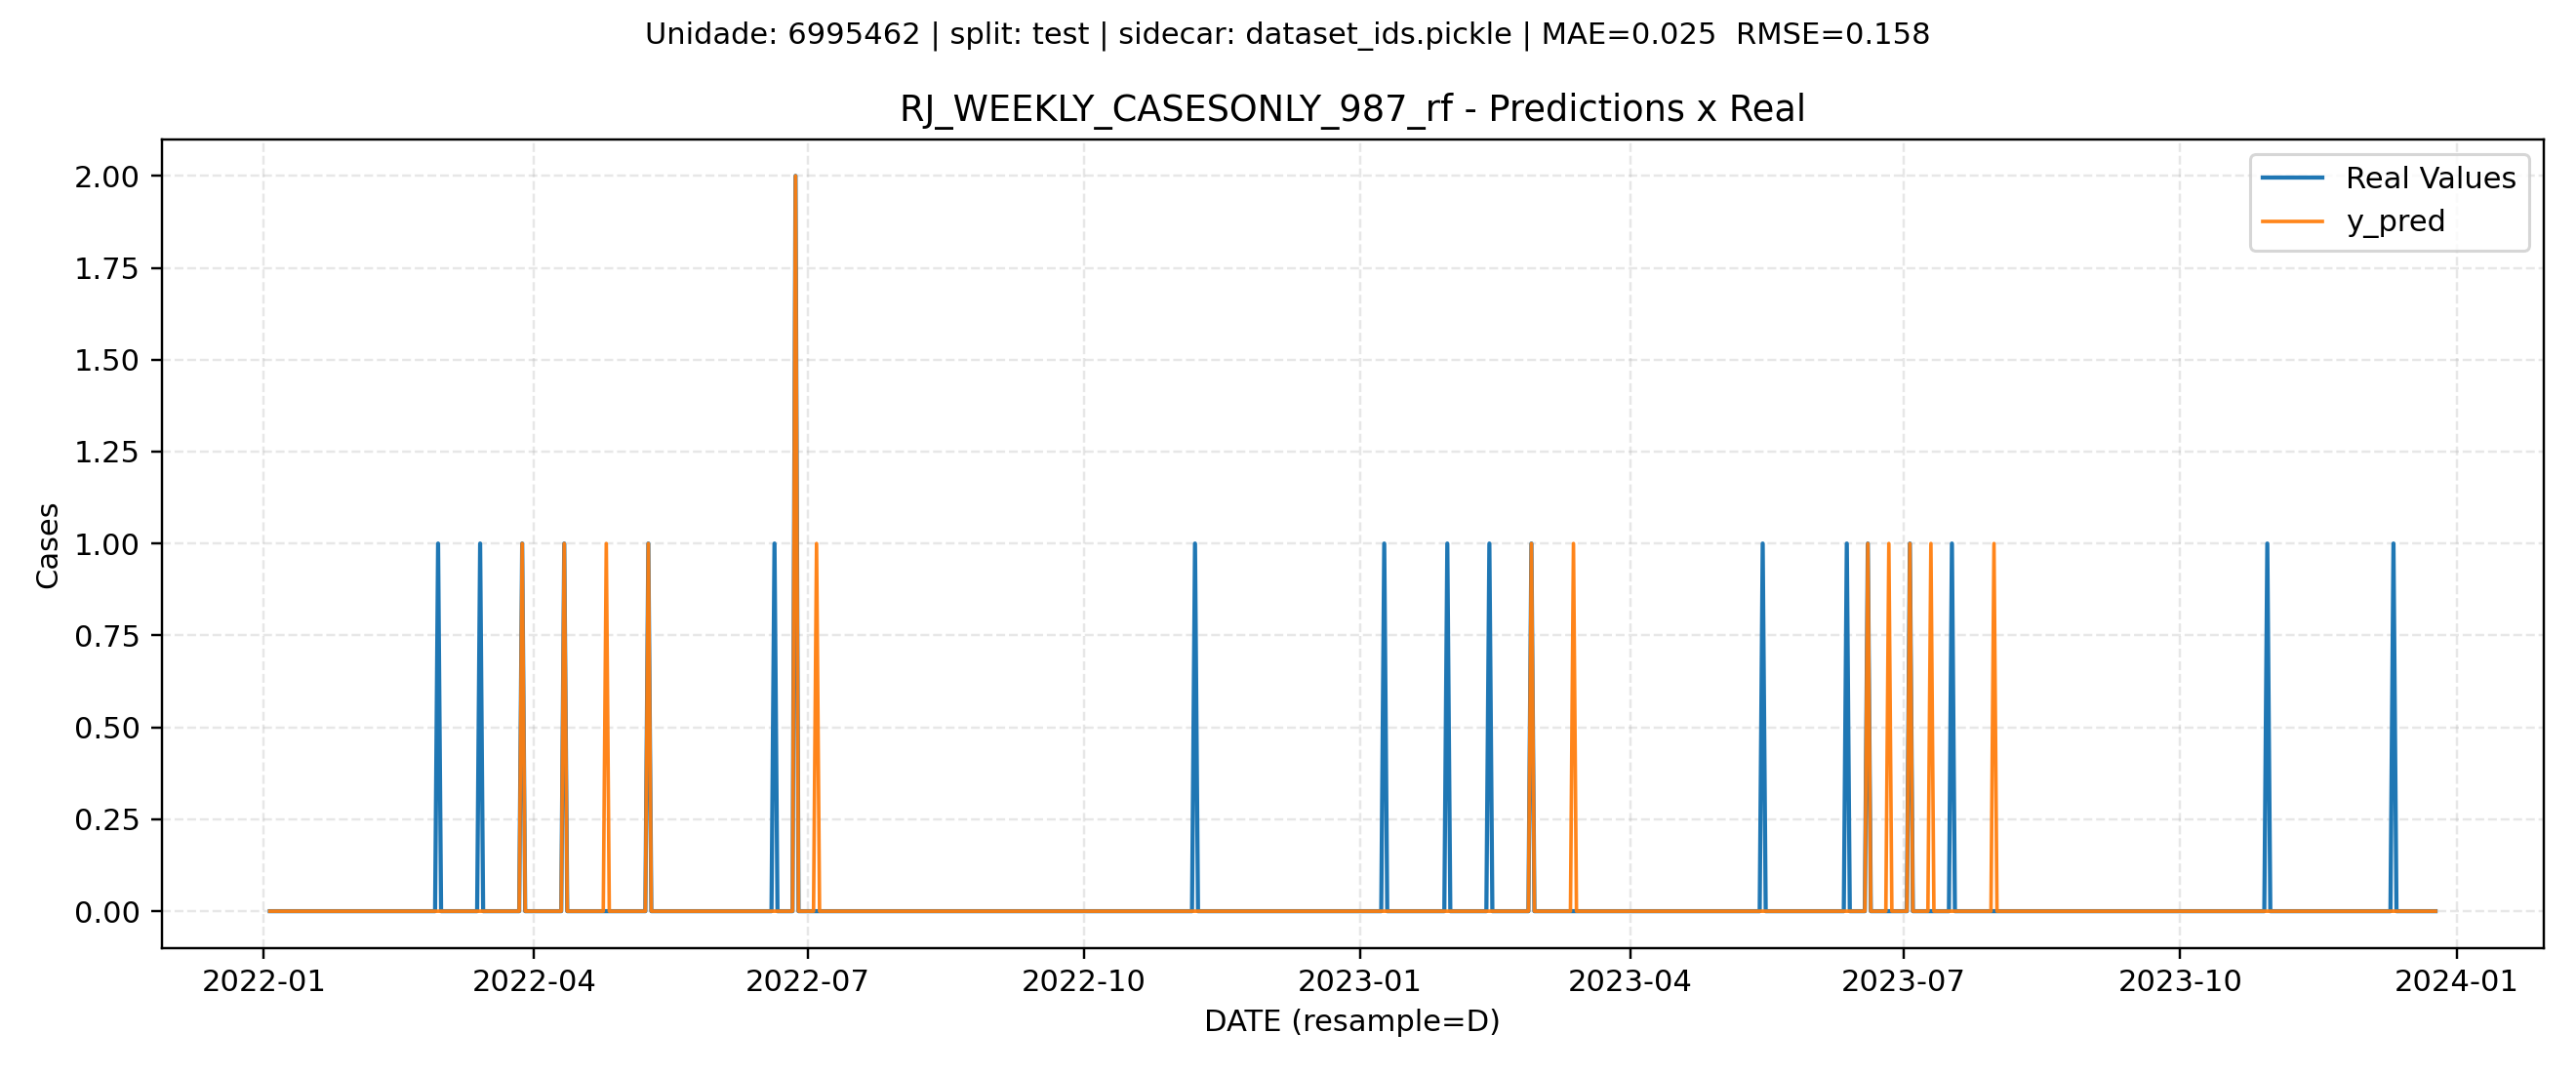 Unidade: 6995462 | split: test | sidecar: dataset_ids.pickle | MAE=0.025  RMSE=0.158
RJ_WEEKLY_CASESONLY_987_rf - Predictions x Real
Real Values
y_pred
2.00
1.75
1.50
1.25
1.00
0.75
0.50
0.25
0.00
Cases
2022-01 2022-04 2022-07 2022-10 2023-01 2023-04 2023-07 2023-10 2024-01
DATE (resample=D)